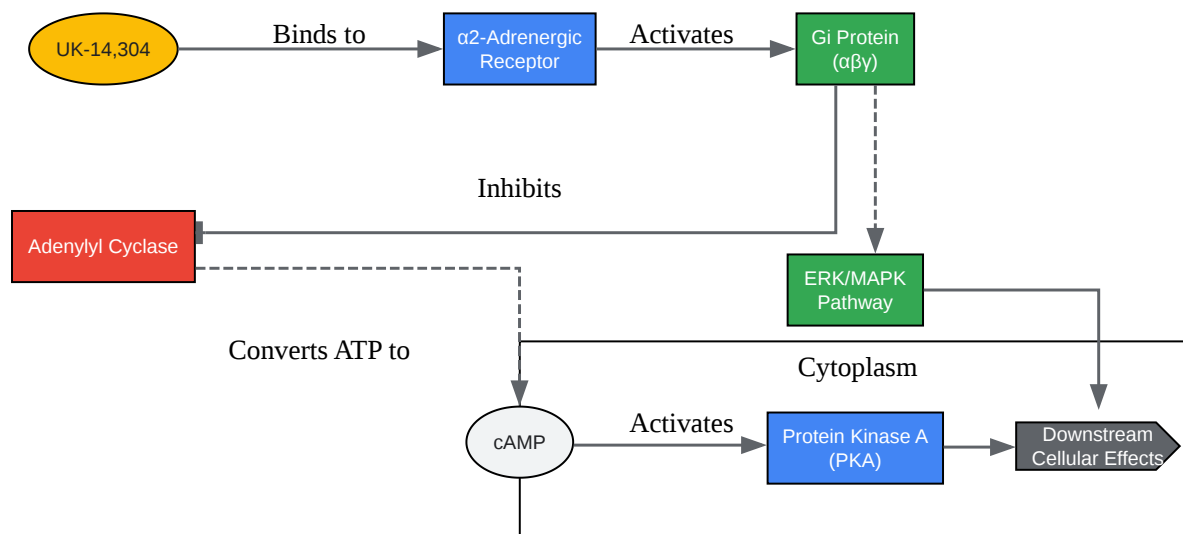 UK-14,304
Binds to
α2-Adrenergic
Receptor
Activates
Gi Protein
(αβγ)
Inhibits
Adenylyl Cyclase
ERK/MAPK
Pathway
Converts ATP to
Cytoplasm
cAMP
Activates
Protein Kinase A
(PKA)
Downstream
Cellular Effects